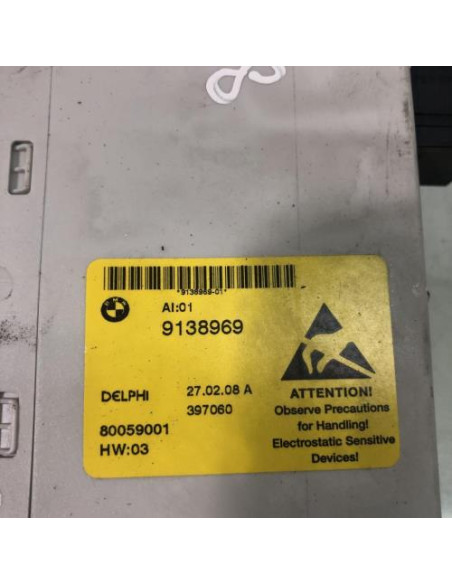 *9138969-01*
AI:01
9138969
DELPHI
27.02.08 A
397060
80059001
HW:03
ATTENTION!
Observe Precautions
for Handling!
Electrostatic Sensitive
Devices!